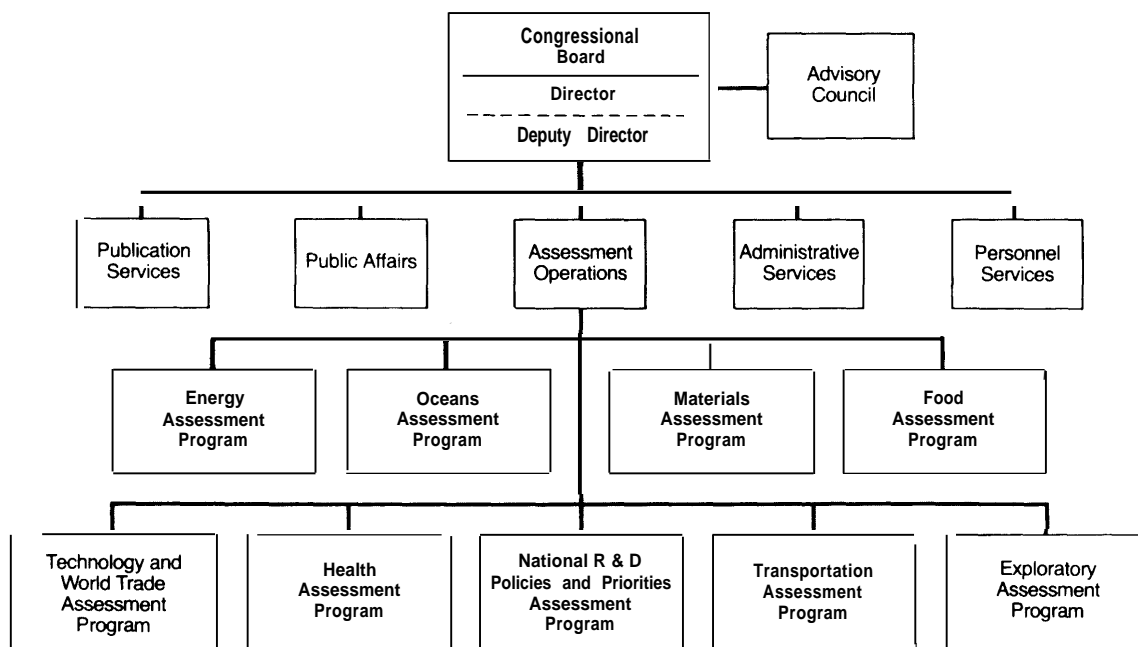 Congressional
Board
Director
Deputy Director
Advisory
Council
Publication
Services
Public Affairs
Assessment
Operations
Administrative
Services
Personnel
Services
Energy
Assessment
Program
Oceans
Assessment
Program
Materials
Assessment
Program
Food
Assessment
Program
Technology and
World Trade
Assessment
Program
Health
Assessment
Program
National R & D
Policies and Priorities
Assessment
Program
Transportation
Assessment
Program
Exploratory
Assessment
Program